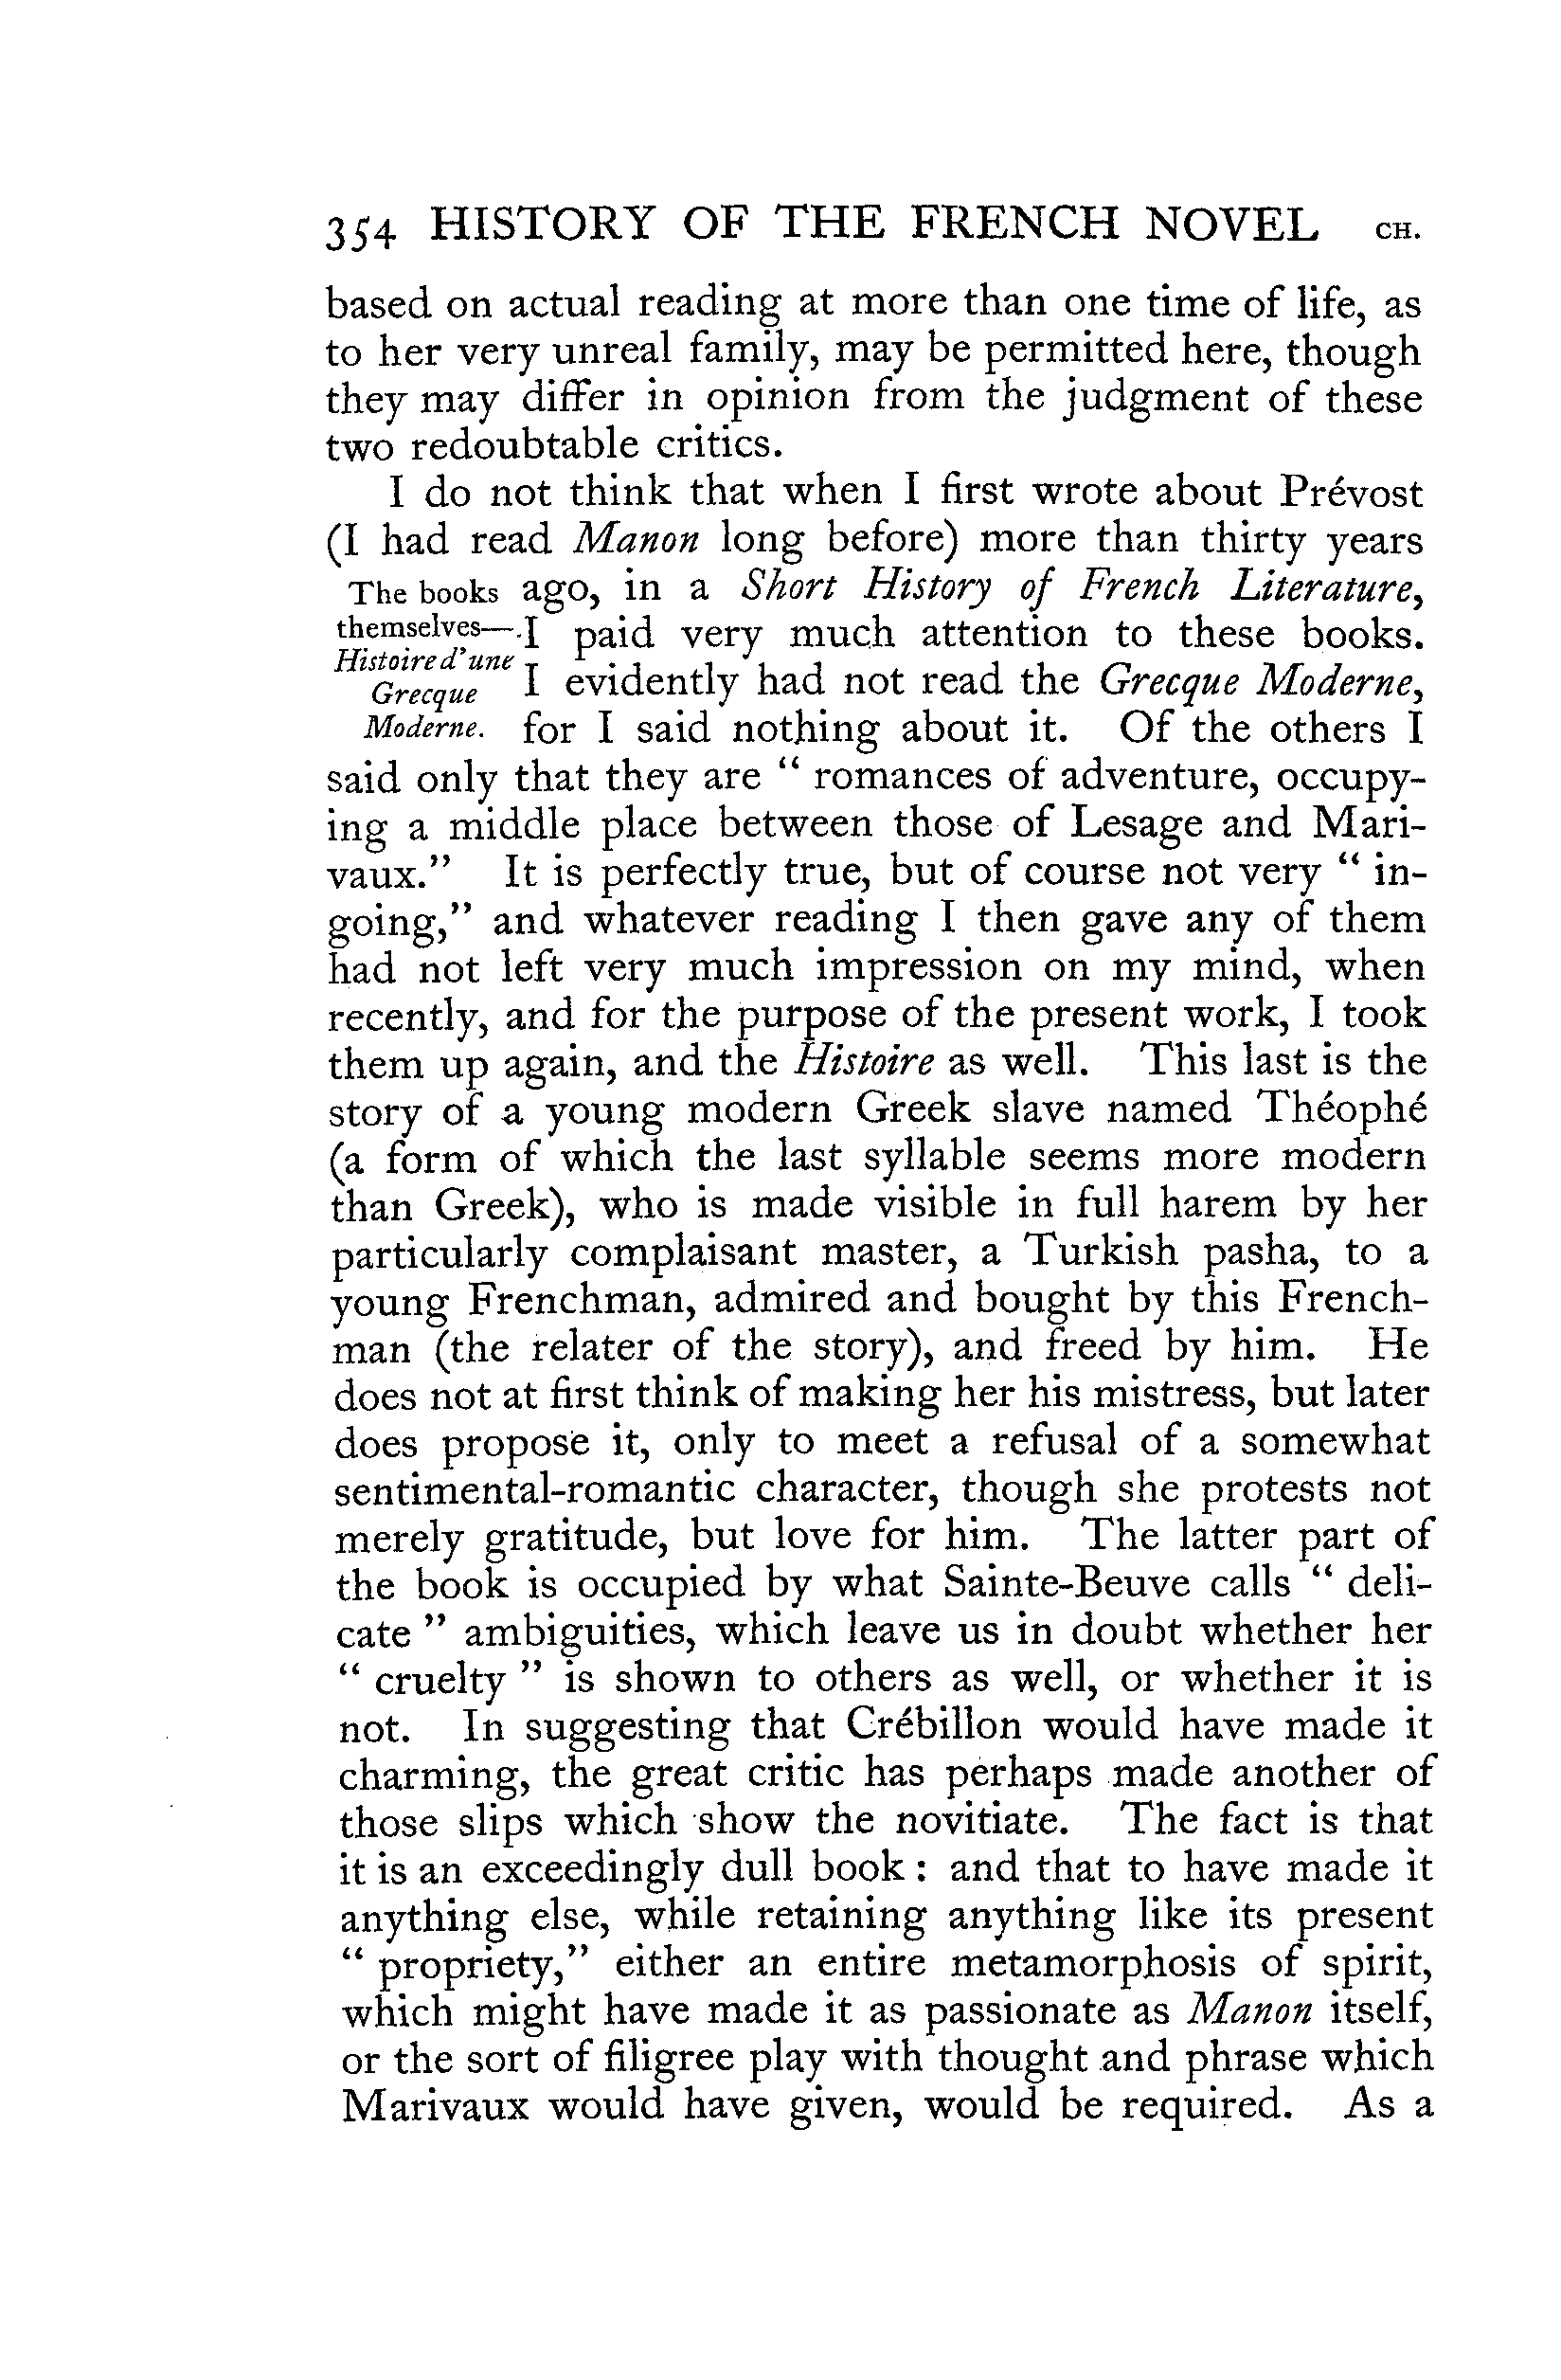 354 HISTORY OF THE FRENCH NOVEL CH.
based on actual reading at more than one time of life, as
to her very unreal family, may be permitted here, though
they may differ in opinion from the judgment of these
two redoubtable critics.
I do not think that when I first wrote about Prévost
(I had read Manon long before) more than thirty years
The books ago, in a Short History of French Literature,
themselves—I paid very much attention to these books.
Histoire d'une I evidently had not read the Grecque Moderne,
Grecque
Moderne. for I said nothing about it. Of the others I
said only that they are “ romances of adventure, occupy-
ing a middle place between those of Lesage and Mari-
vaux.” It is perfectly true, but of course not very “ in-
going,” and whatever reading I then gave any of them
had not left very much impression on my mind, when
recently, and for the purpose of the present work, I took
them up again, and the Histoire as well. This last is the
story of a young modern Greek slave named Théophé
(a form of which the last syllable seems more modern
than Greek), who is made visible in full harem by her
particularly complaisant master, a Turkish pasha, to a
young Frenchman, admired and bought by this French-
man (the relater of the story), and freed by him. He
does not at first think of making her his mistress, but later
does propose it, only to meet a refusal of a somewhat
sentimental-romantic character, though she protests not
merely gratitude, but love for him. The latter part of
the book is occupied by what Sainte-Beuve calls “ deli-
cate ” ambiguities, which leave us in doubt whether her
“ cruelty ” is shown to others as well, or whether it is
not. In suggesting that Crébillon would have made it
charming, the great critic has perhaps made another of
those slips which show the novitiate. The fact is that
it is an exceedingly dull book : and that to have made it
anything else, while retaining anything like its present
“ propriety,” either an entire metamorphosis of spirit,
which might have made it as passionate as Manon itself,
or the sort of filigree play with thought and phrase which
Marivaux would have given, would be required. As a